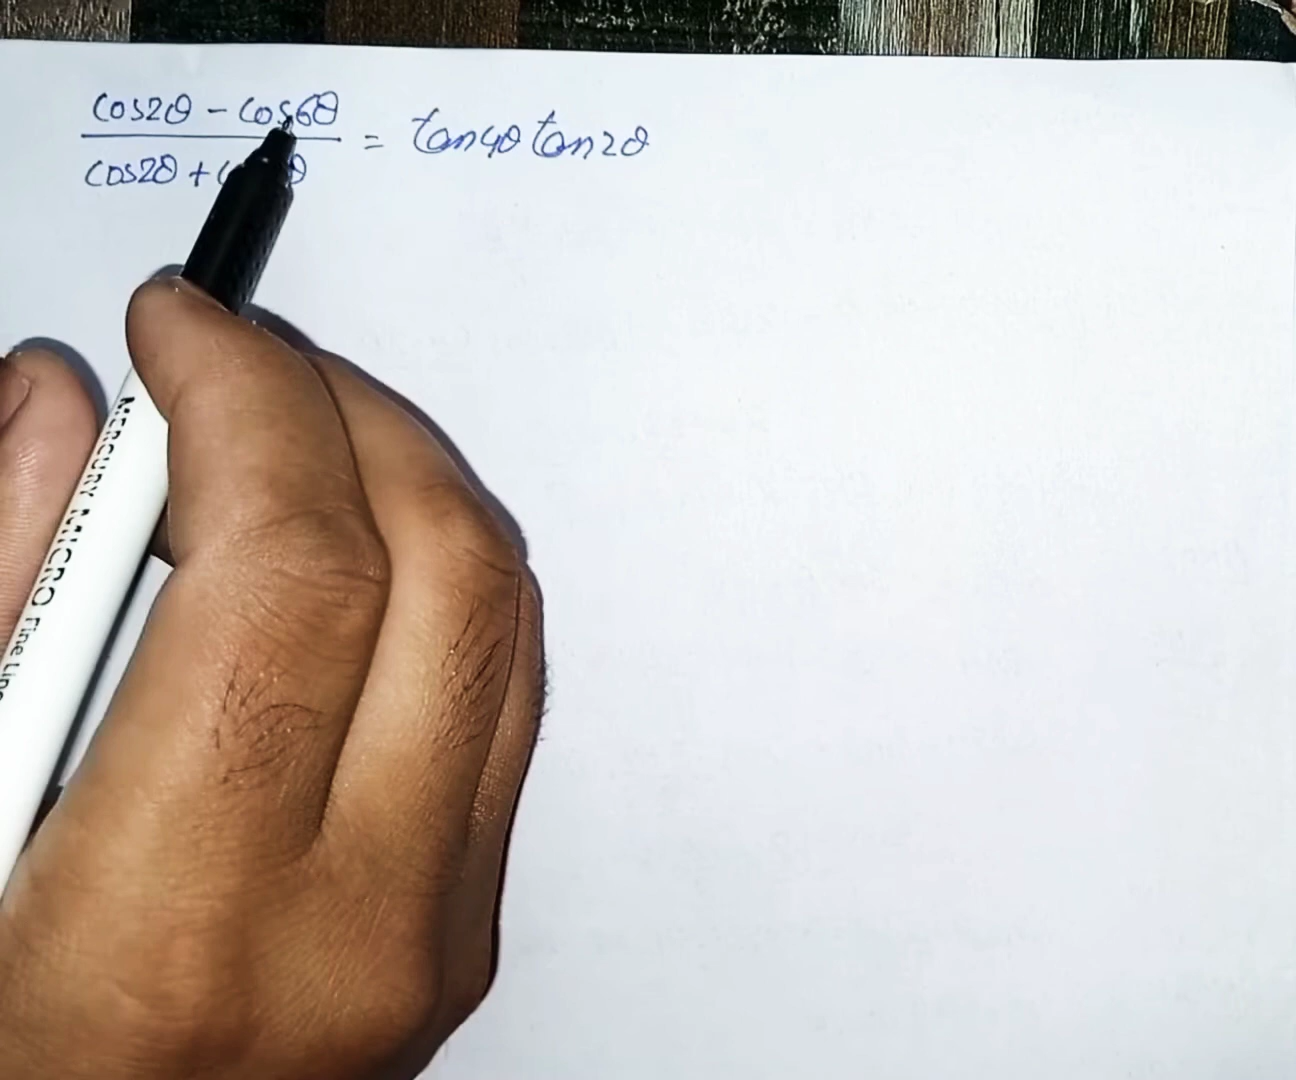 cos2θ - cos6θ = tan4θ tan2θ
cos2θ +
MERCURY MICRO Fine Line